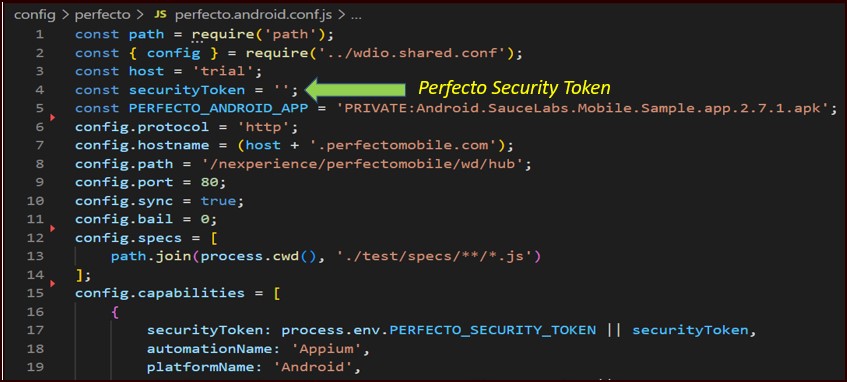 config > perfecto > JS perfecto.android.conf.js > ...
1 const path = require('path');
2 const { config } = require('../wdio.shared.conf');
3 const host = 'trial';
4 const securityToken = ''; Perfecto Security Token
5 const PERFECTO_ANDROID_APP = 'PRIVATE:Android.SauceLabs.Mobile.Sample.app.2.7.1.apk';
6 config.protocol = 'http';
7 config.hostname = (host + '.perfectomobile.com');
8 config.path = '/nexperience/perfectomobile/wd/hub';
9 config.port = 80;
10 config.sync = true;
11 config.bail = 0;
12 config.specs = [
13 path.join(process.cwd(), './test/specs/**/*.js')
14 ];
15 config.capabilities = [
16 {
17 securityToken: process.env.PERFECTO_SECURITY_TOKEN || securityToken,
18 automationName: 'Appium',
19 platformName: 'Android',